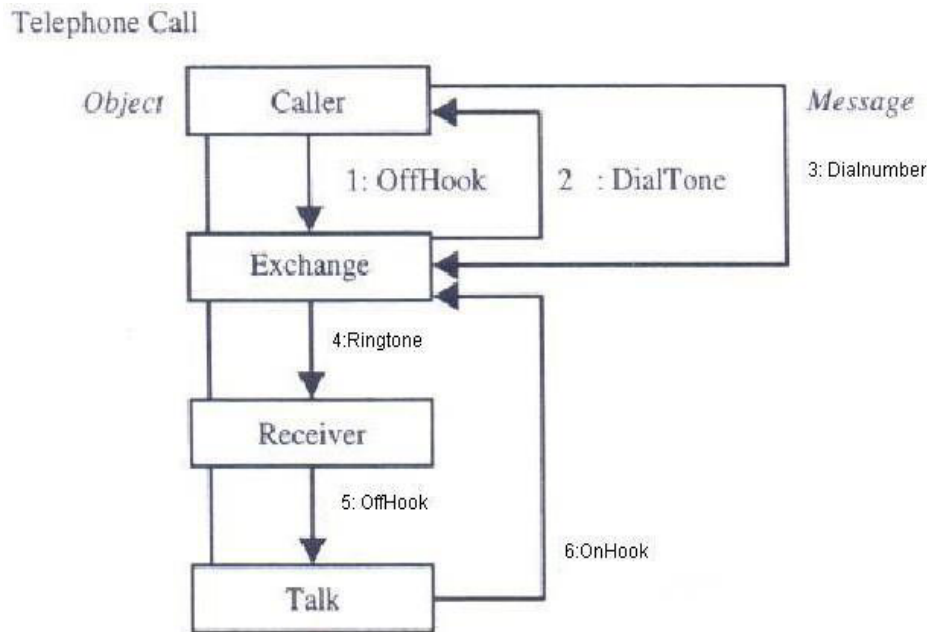 Telephone Call
Object
Caller
Message
1: OffHook
2 : DialTone
3: Dialnumber
Exchange
4:Ringtone
Receiver
5: OffHook
6:OnHook
Talk